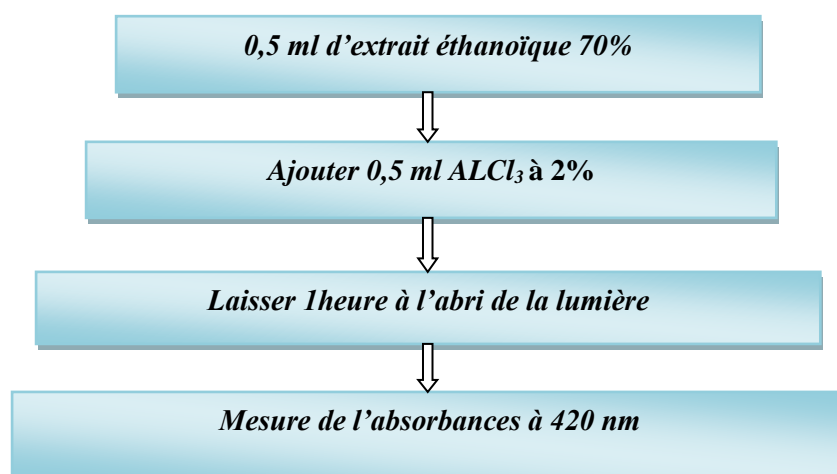 0,5 ml d’extrait éthanoïque 70%
Ajouter 0,5 ml ALCl₃ à 2%
Laisser 1heure à l’abri de la lumière
Mesure de l’absorbances à 420 nm